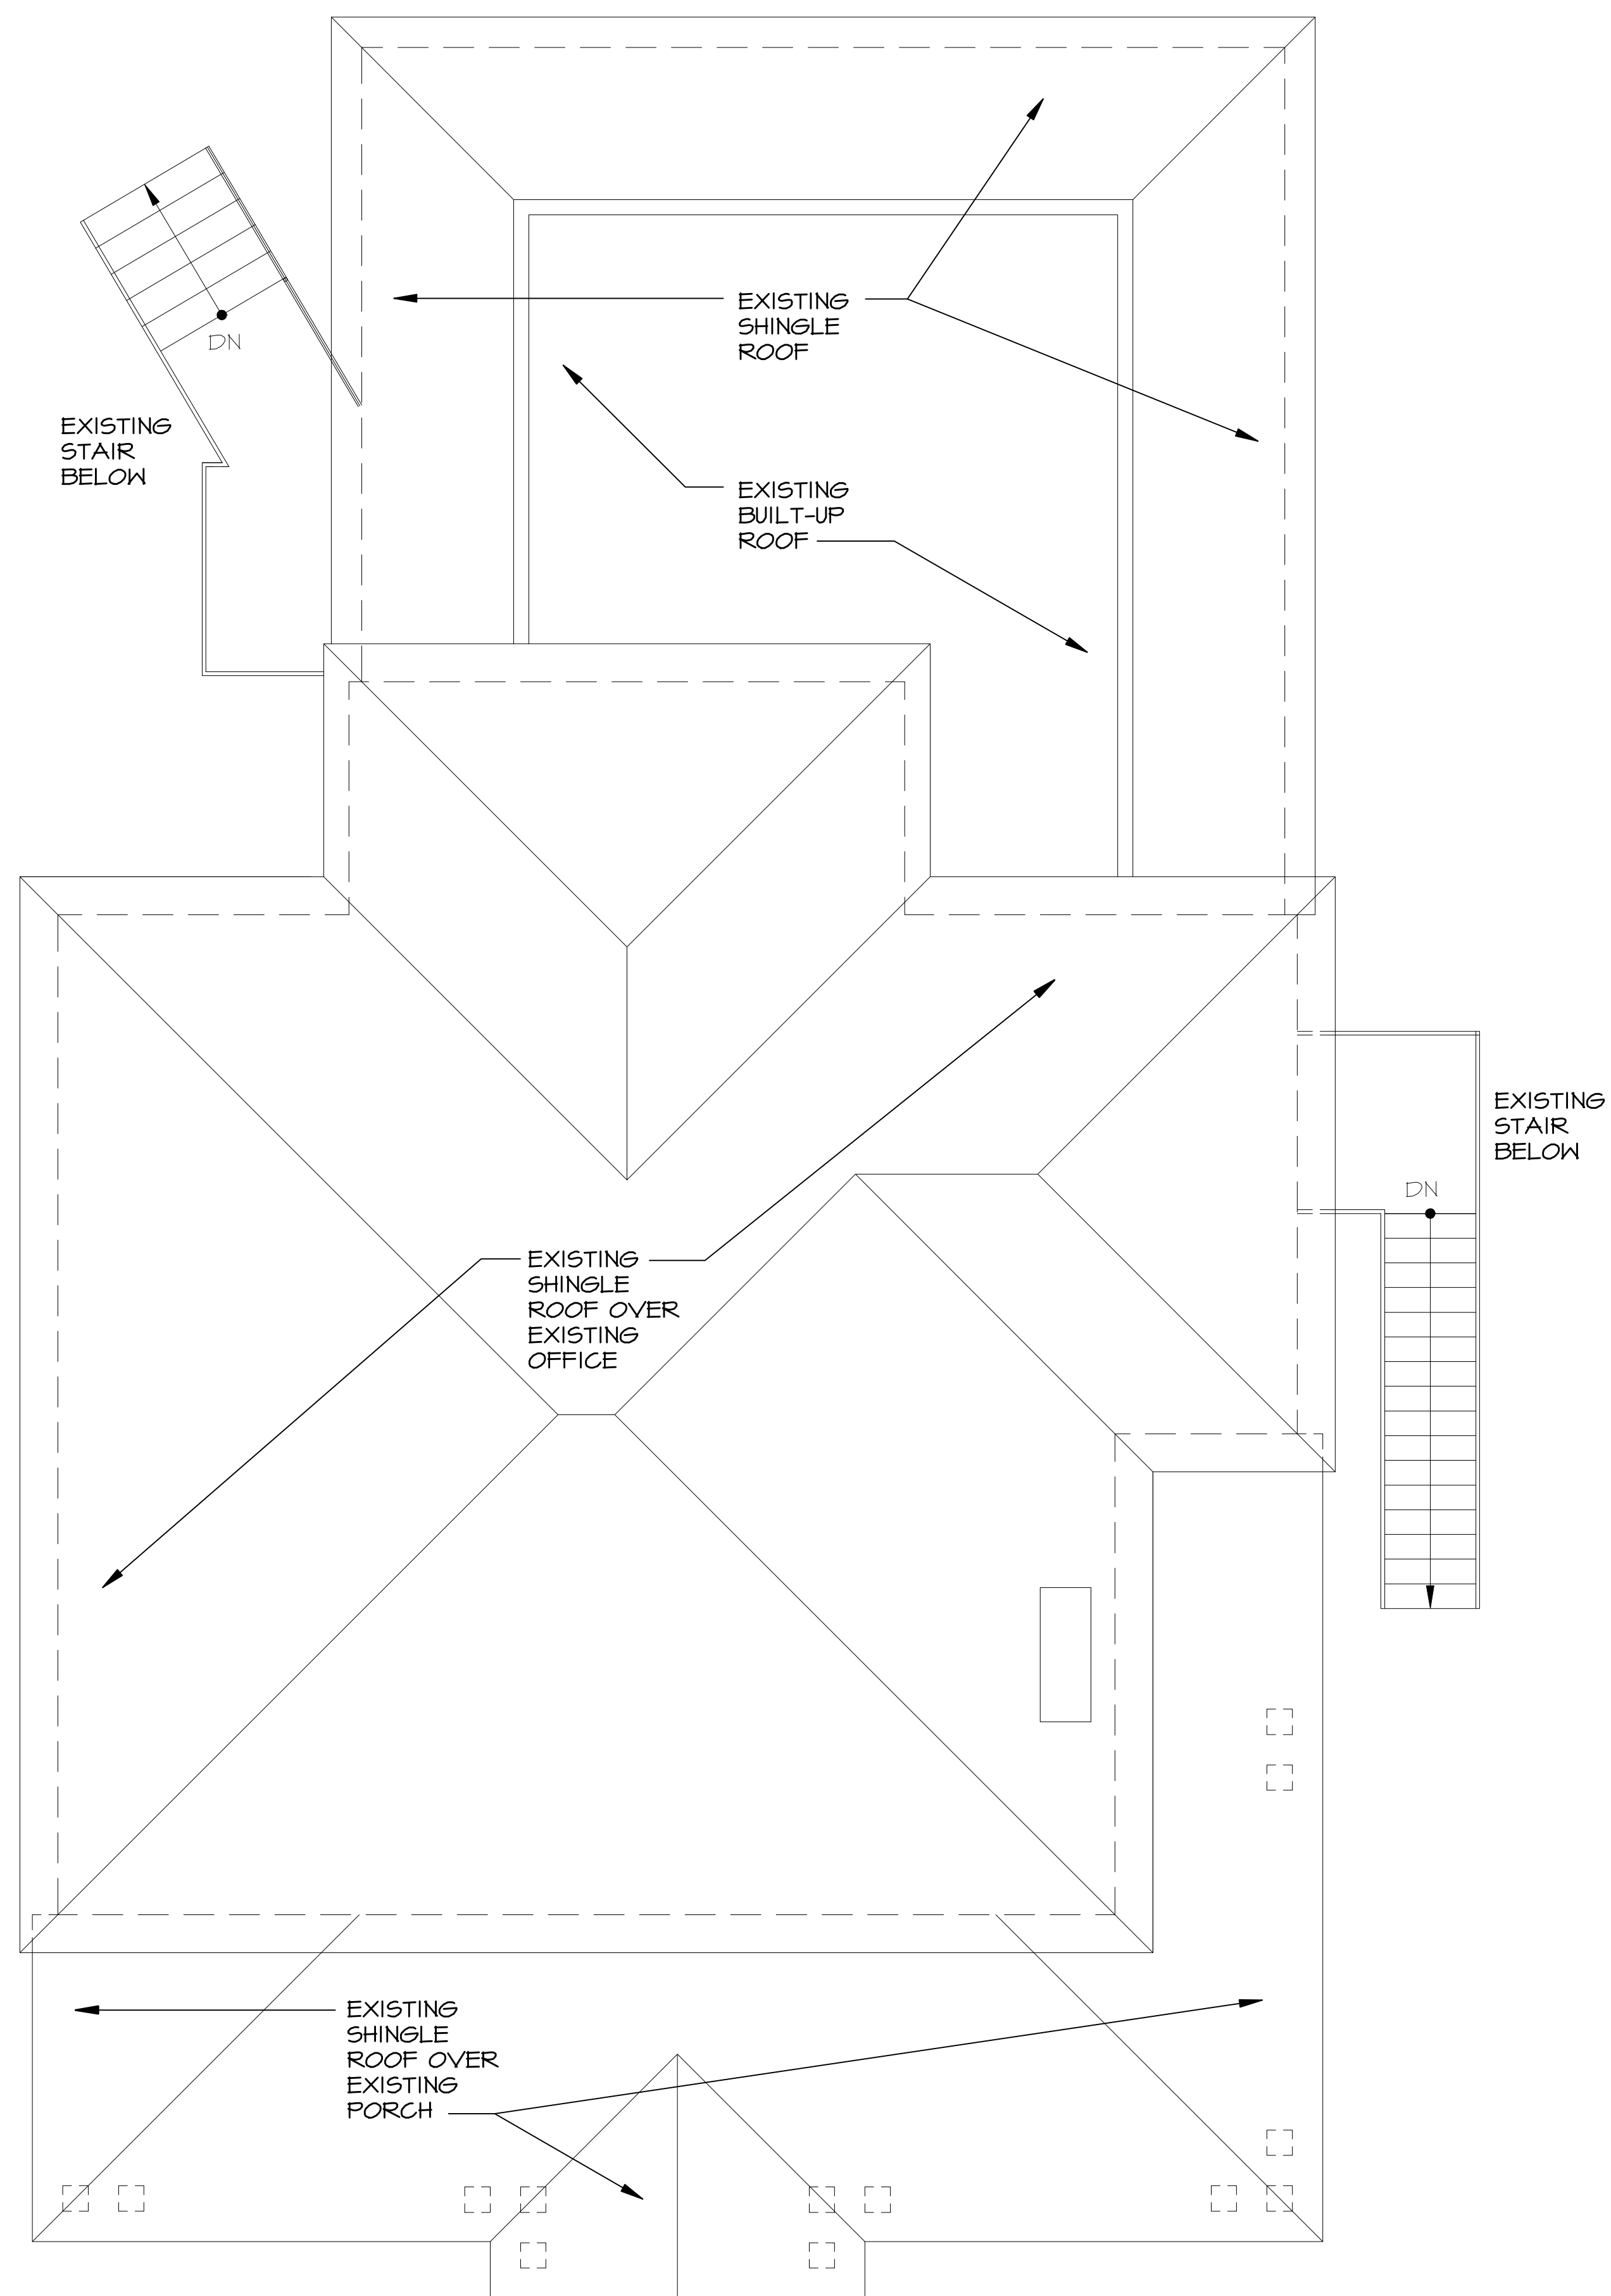 EXISTING
SHINGLE
ROOF
DN
EXISTING
STAIR
BELOW
EXISTING
BUILT-UP
ROOF
EXISTING
STAIR
BELOW
DN
EXISTING
SHINGLE
ROOF OVER
EXISTING
OFFICE
EXISTING
SHINGLE
ROOF OVER
EXISTING
PORCH